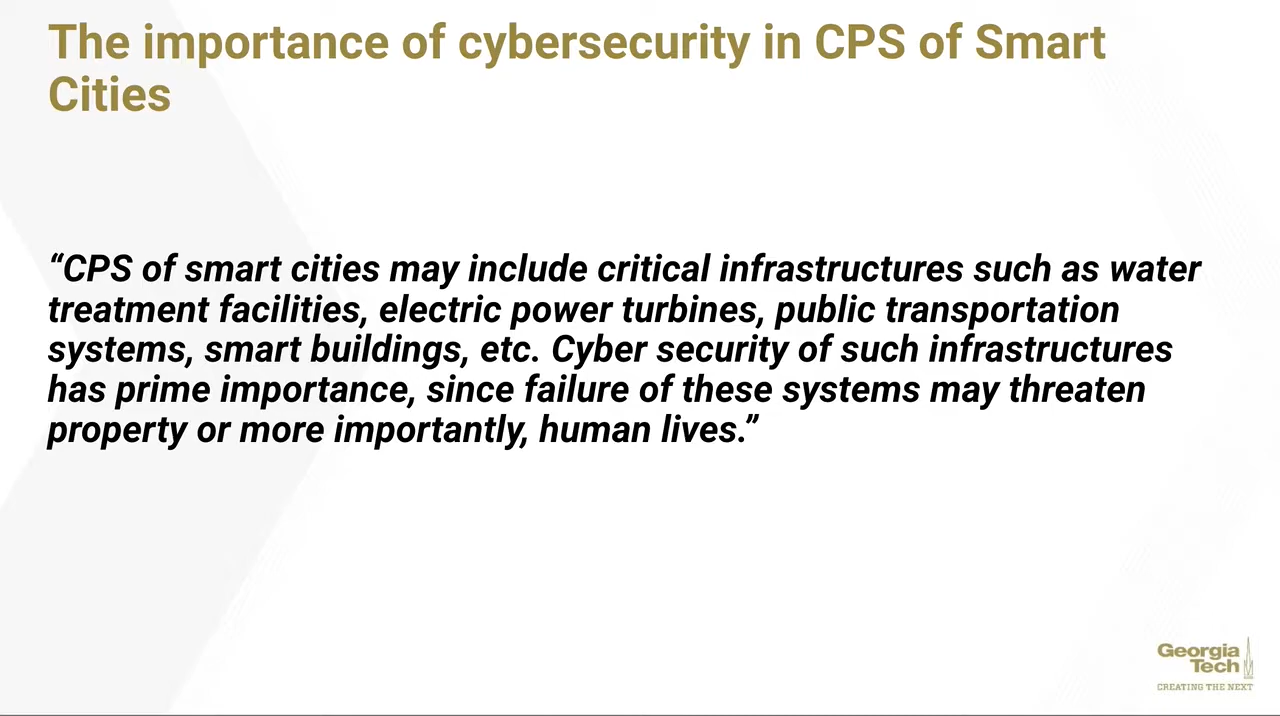 The importance of cybersecurity in CPS of Smart
Cities
“CPS of smart cities may include critical infrastructures such as water
treatment facilities, electric power turbines, public transportation
systems, smart buildings, etc. Cyber security of such infrastructures
has prime importance, since failure of these systems may threaten
property or more importantly, human lives.”
Georgia
Tech
CREATING THE NEXT